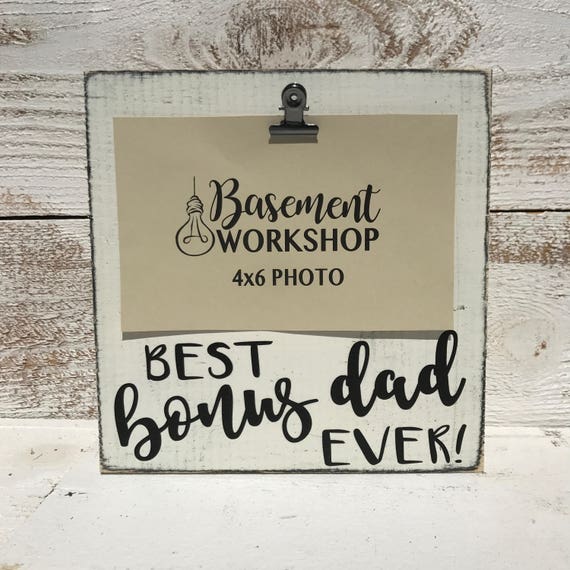 Basement
WORKSHOP
4x6 PHOTO
BEST
bonus dad
EVER!